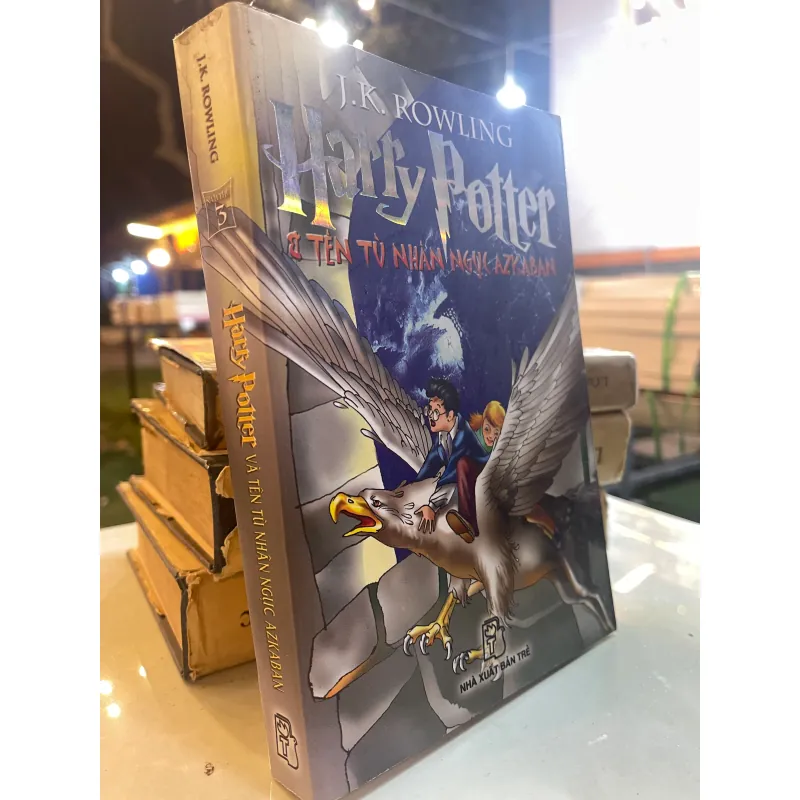 J.K. ROWLING
Harry Potter
& TÊN TÙ NHÂN NGỤC AZKABAN
NHÀ XUẤT BẢN TRẺ
J.K. ROWLING
3
Harry Potter
VÀ TÊN TÙ NHÂN NGỤC AZKABAN